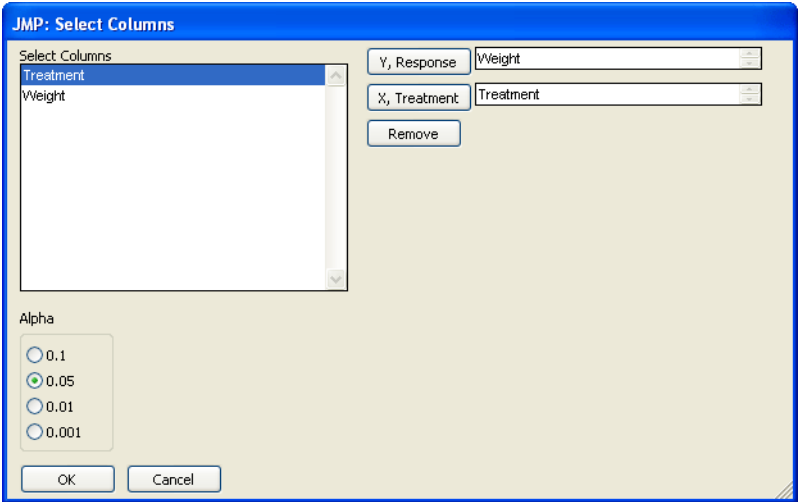 JMP: Select Columns
Select Columns
Treatment
Weight
Y, Response
Weight
X, Treatment
Treatment
Remove
Alpha
0.1
0.05
0.01
0.001
OK
Cancel